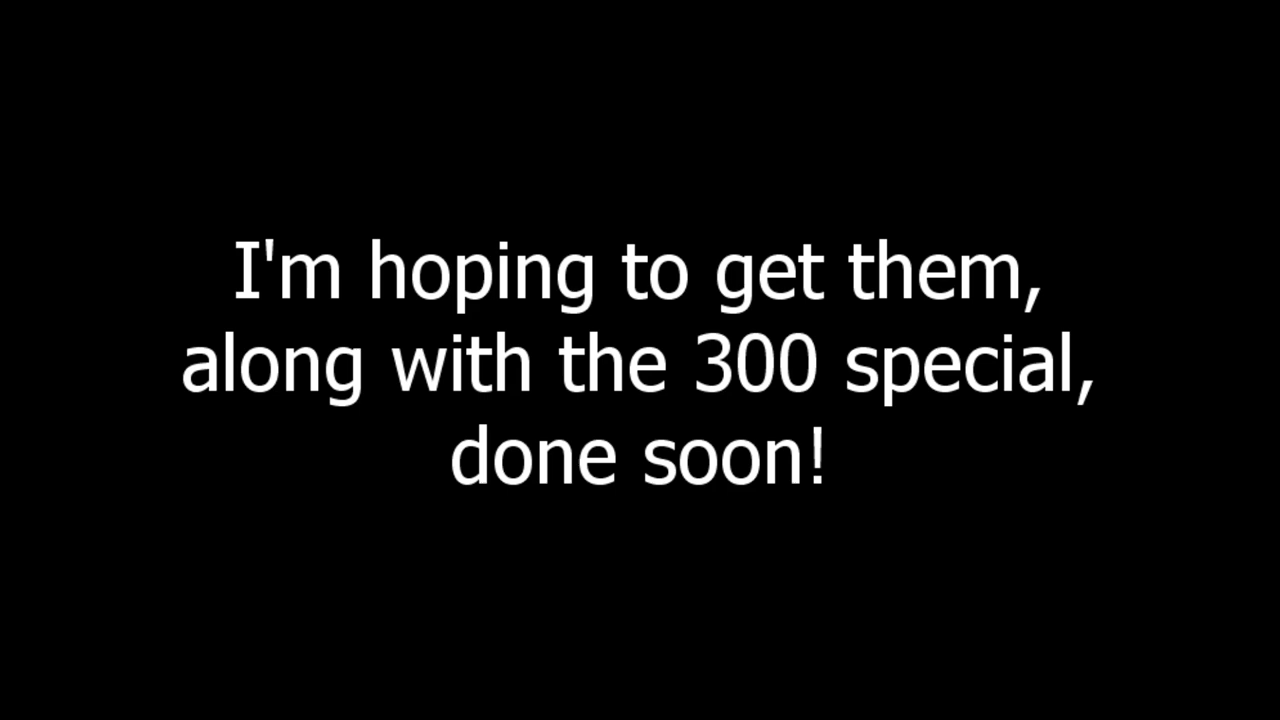 I'm hoping to get them,
along with the 300 special,
done soon!